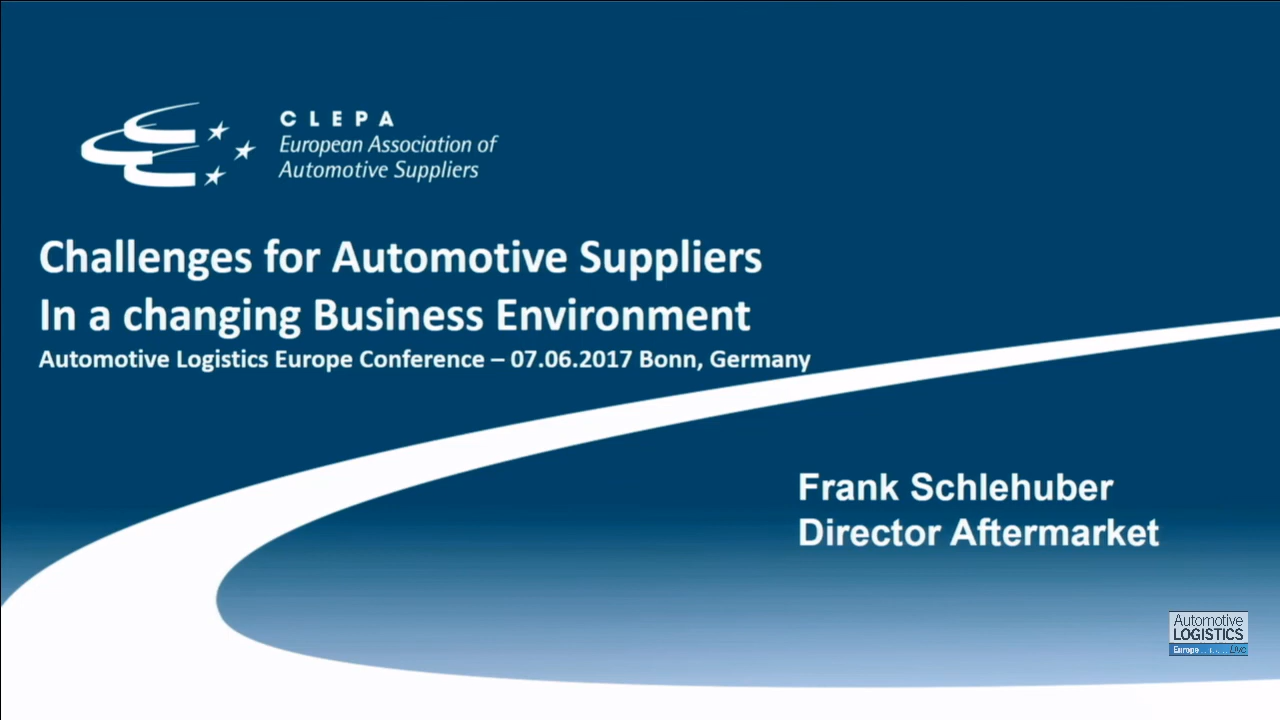 CLEPA
European Association of
Automotive Suppliers
Challenges for Automotive Suppliers
In a changing Business Environment
Automotive Logistics Europe Conference – 07.06.2017 Bonn, Germany
Frank Schlehuber
Director Aftermarket
Automotive
LOGISTICS
Europe Live